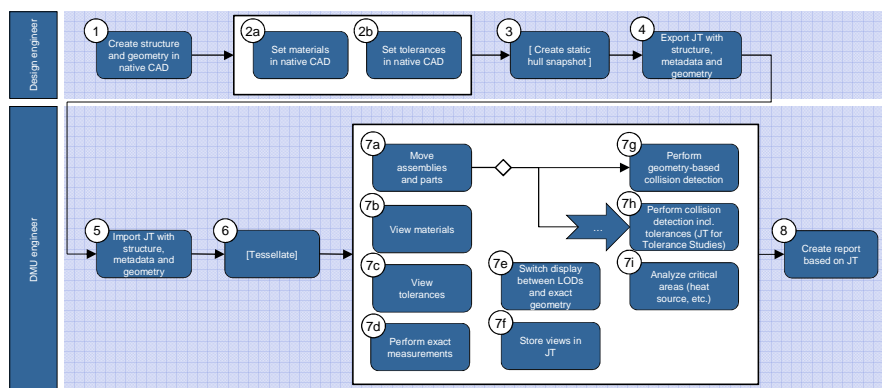 Design engineer
1
Create structure
and geometry in
native CAD
2a
Set materials
in native CAD
2b
Set tolerances
in native CAD
3
[ Create static
hull snapshot ]
4
Export JT with
structure,
metadata and
geometry
DMU engineer
5
Import JT with
structure,
metadata and
geometry
6
[Tessellate]
7a
Move
assemblies
and parts
7b
View materials
7c
View
tolerances
7d
Perform exact
measurements
7e
Switch display
between LODs
and exact
geometry
7f
Store views in
JT
7g
Perform
geometry-based
collision detection
...
7h
Perform collision
detection incl.
tolerances (JT for
Tolerance Studies)
7i
Analyze critical
areas (heat
source, etc.)
8
Create report
based on JT